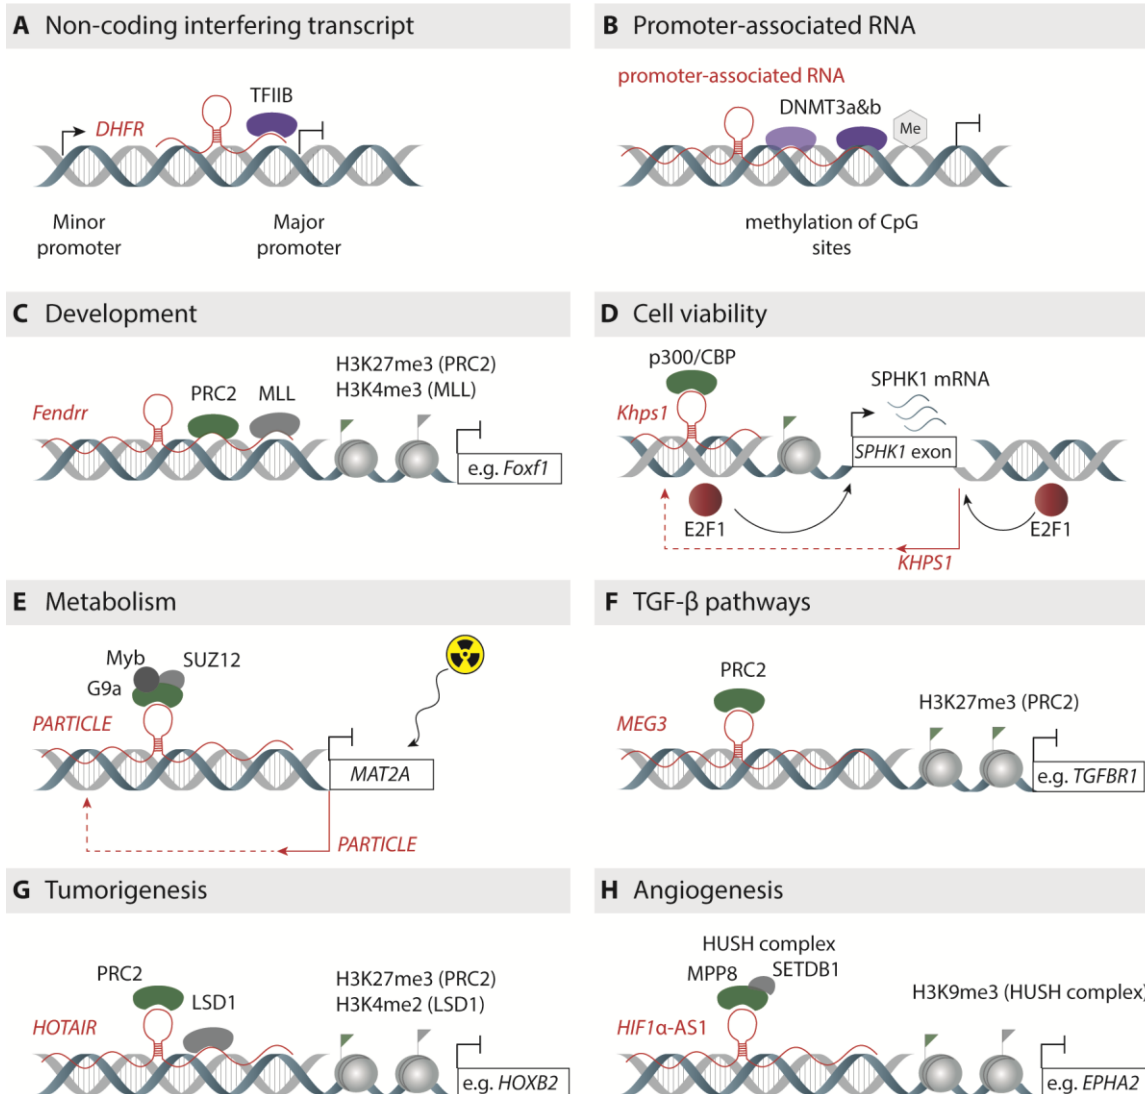 A Non-coding interfering transcript
TFIIB
DHFR
Minor
promoter
Major
promoter
B Promoter-associated RNA
promoter-associated RNA
DNMT3a&b
Me
methylation of CpG
sites
C Development
H3K27me3 (PRC2)
H3K4me3 (MLL)
PRC2
MLL
Fendrr
e.g. Foxf1
D Cell viability
p300/CBP
SPHK1 mRNA
Khps1
SPHK1 exon
E2F1
E2F1
KHPS1
E Metabolism
Myb
SUZ12
G9a
PARTICLE
MAT2A
PARTICLE
F TGF-β pathways
PRC2
H3K27me3 (PRC2)
MEG3
e.g. TGFBR1
G Tumorigenesis
PRC2
LSD1
H3K27me3 (PRC2)
H3K4me2 (LSD1)
HOTAIR
e.g. HOXB2
H Angiogenesis
HUSH complex
MPP8
SETDB1
H3K9me3 (HUSH complex)
HIF1α-AS1
e.g. EPHA2